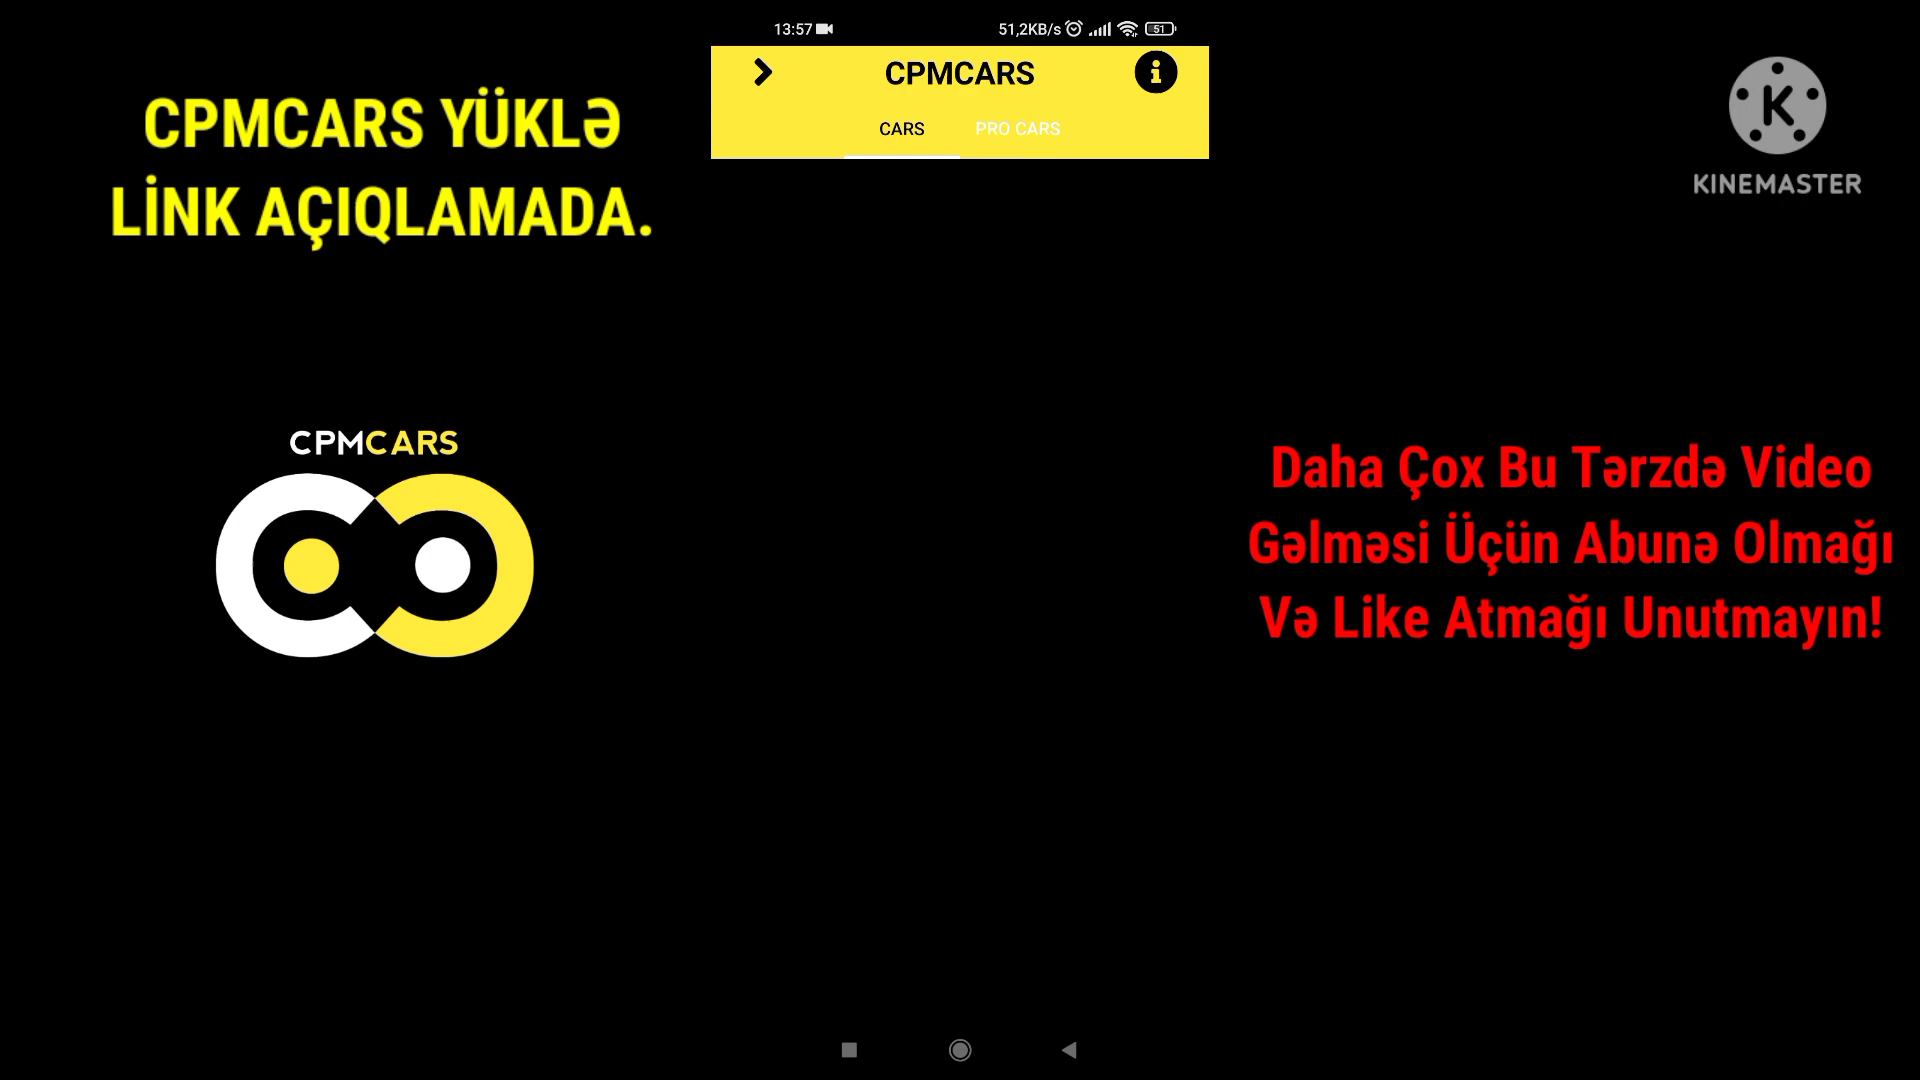 CPMCARS YÜKLƏ
LİNK AÇIQLAMADA.
CPMCARS
13:57
51,2KB/s
51
CPMCARS
CARS
PRO CARS
K
KINEMASTER
Daha Çox Bu Tərzdə Video
Gəlməsi Üçün Abunə Olmağı
Və Like Atmağı Unutmayın!